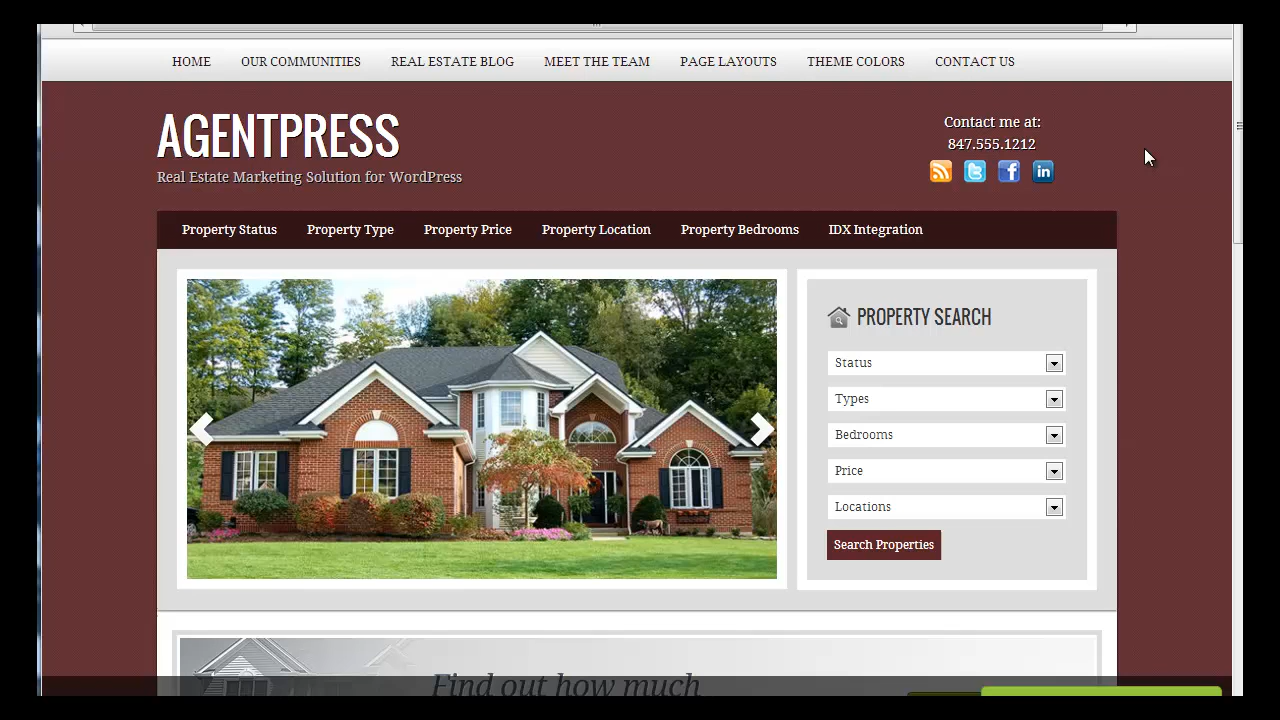 HOME OUR COMMUNITIES REAL ESTATE BLOG MEET THE TEAM PAGE LAYOUTS THEME COLORS CONTACT US
AGENTPRESS
Real Estate Marketing Solution for WordPress
Contact me at:
847.555.1212
Property Status Property Type Property Price Property Location Property Bedrooms IDX Integration
PROPERTY SEARCH
Status
Types
Bedrooms
Price
Locations
Search Properties
Find out how much